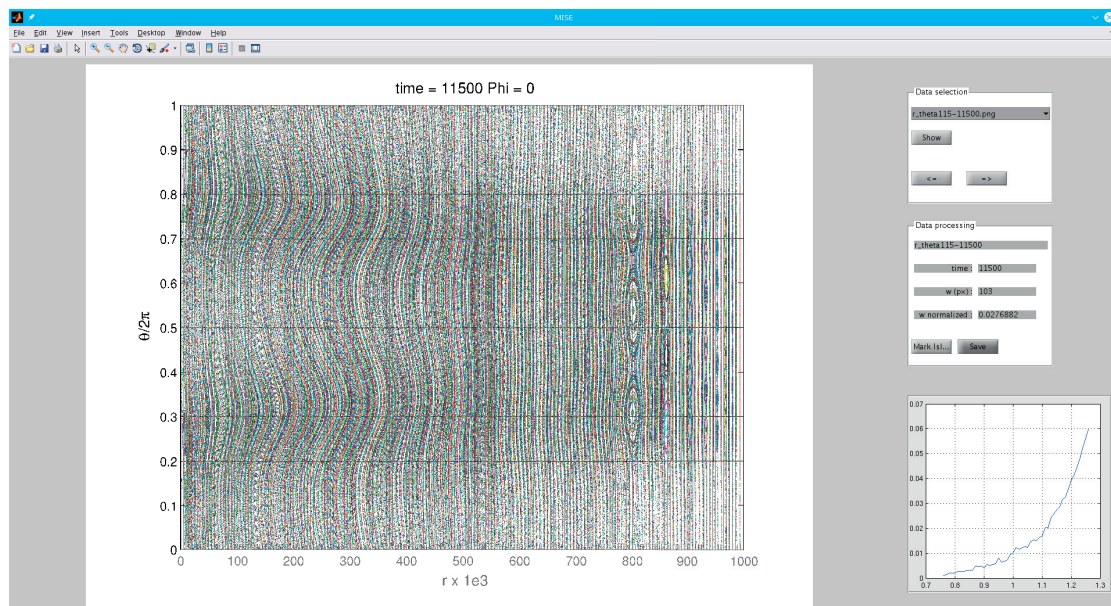 MISE
File Edit View Insert Tools Desktop Window Help
time = 11500 Phi = 0
1
0.9
0.8
0.7
0.6
0.5
0.4
0.3
0.2
0.1
0
θ/2π
0 100 200 300 400 500 600 700 800 900 1000
r x 1e3
Data selection
r_theta115-11500.png
Show
<= =>
Data processing
r_theta115-11500
time : 11500
w (px) : 103
w normalized : 0.0276882
Mark Isl... Save
0.07
0.06
0.05
0.04
0.03
0.02
0.01
0
0.7 0.8 0.9 1 1.1 1.2 1.3